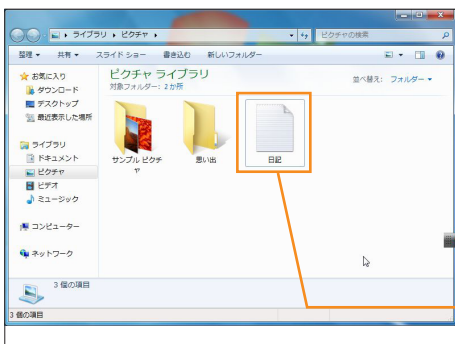 ライブラリ ▸ ピクチャ ▸
ピクチャの検索
整理 ▼ 共有 ▼ スライド ショー 書き込む 新しいフォルダー
お気に入り
ダウンロード
デスクトップ
最近表示した場所
ライブラリ
ドキュメント
ピクチャ
ビデオ
ミュージック
コンピューター
ネットワーク
ピクチャ ライブラリ
対象フォルダー: 2 か所
並べ替え: フォルダー ▼
サンプル ピクチ
ャ
思い出
日記
3 個の項目
3 個の項目